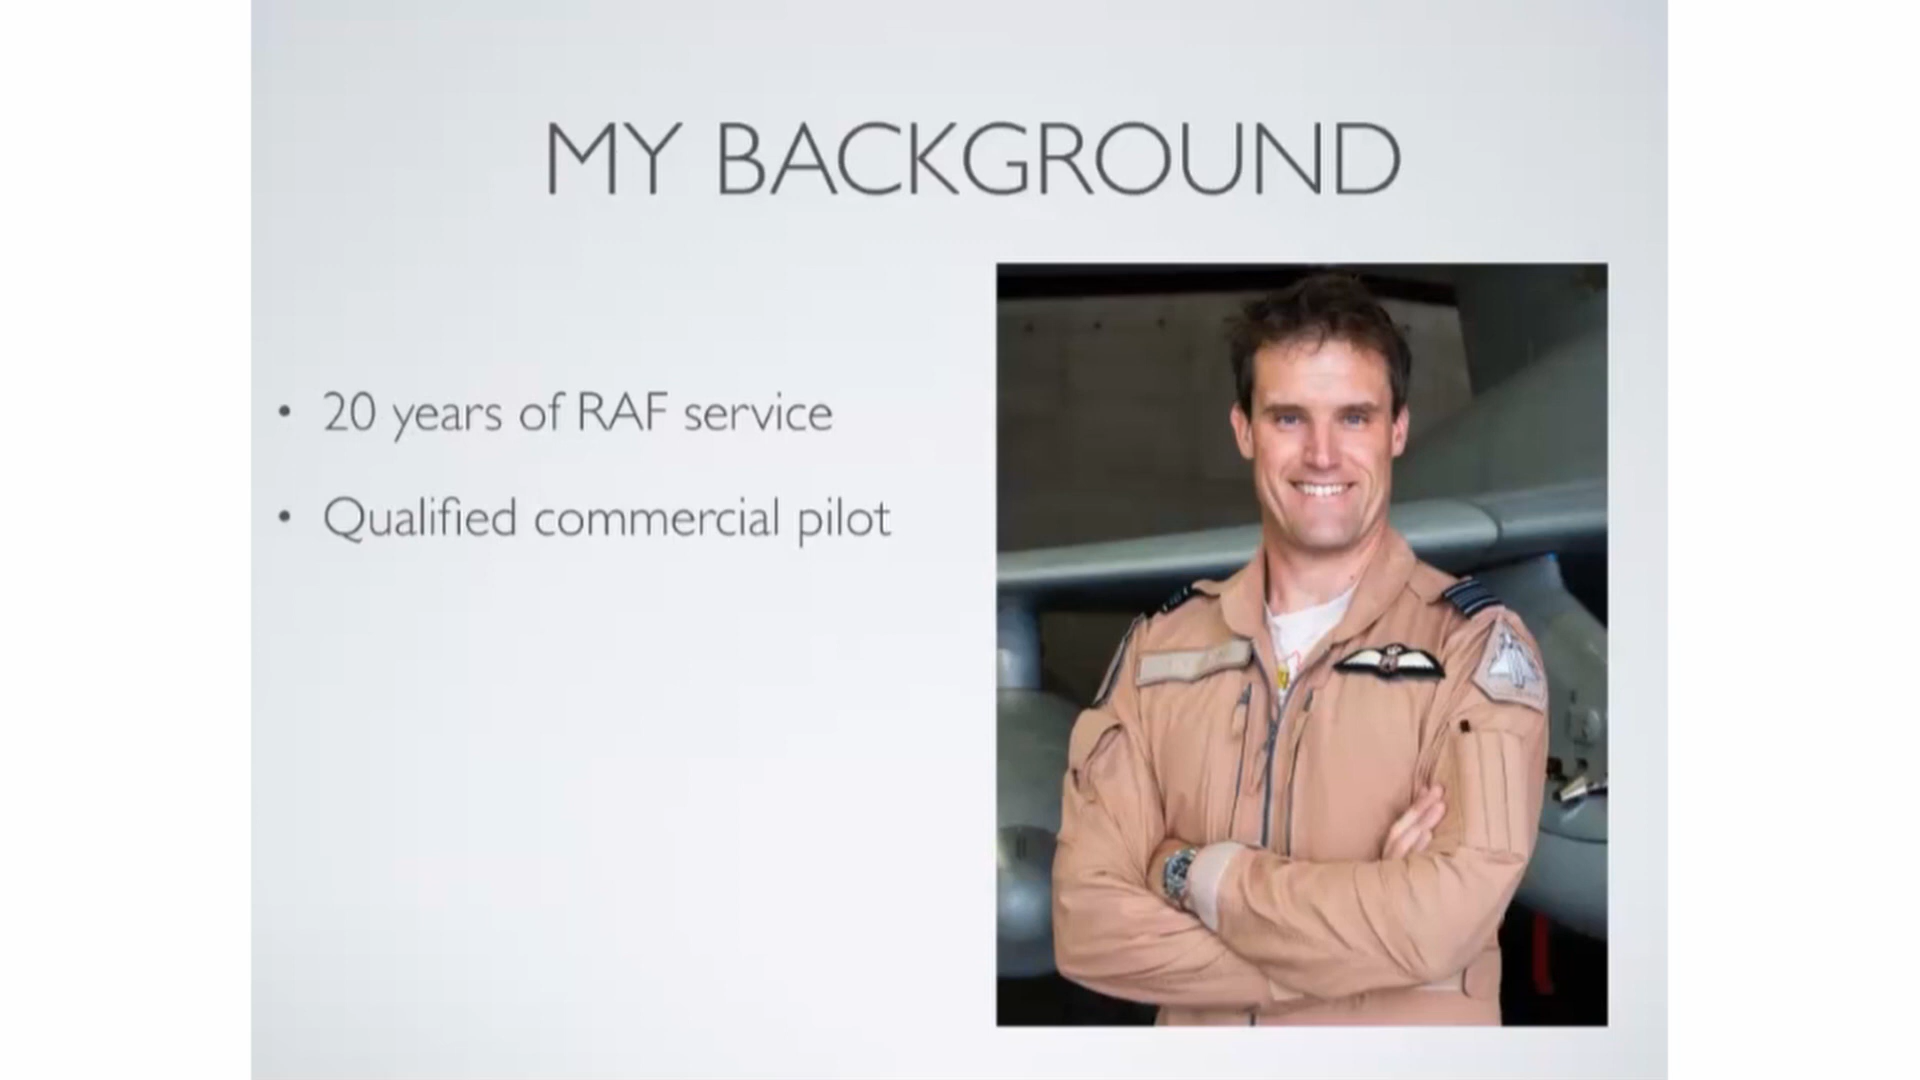 MY BACKGROUND
• 20 years of RAF service
• Qualified commercial pilot